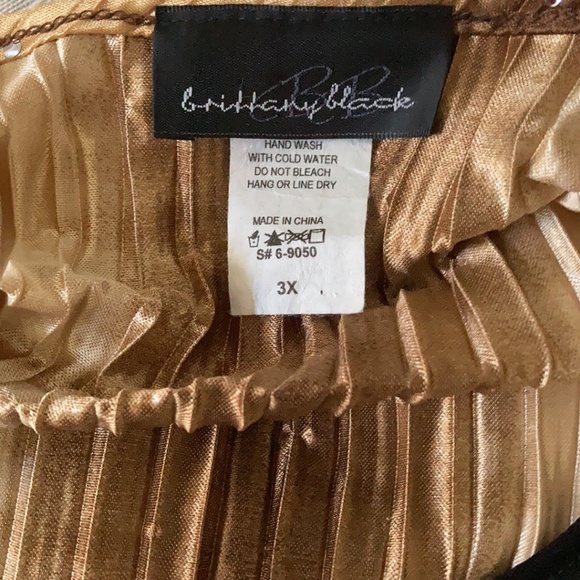 BB
brittany black
HAND WASH
WITH COLD WATER
DO NOT BLEACH
HANG OR LINE DRY
MADE IN CHINA
S# 6-9050
3X